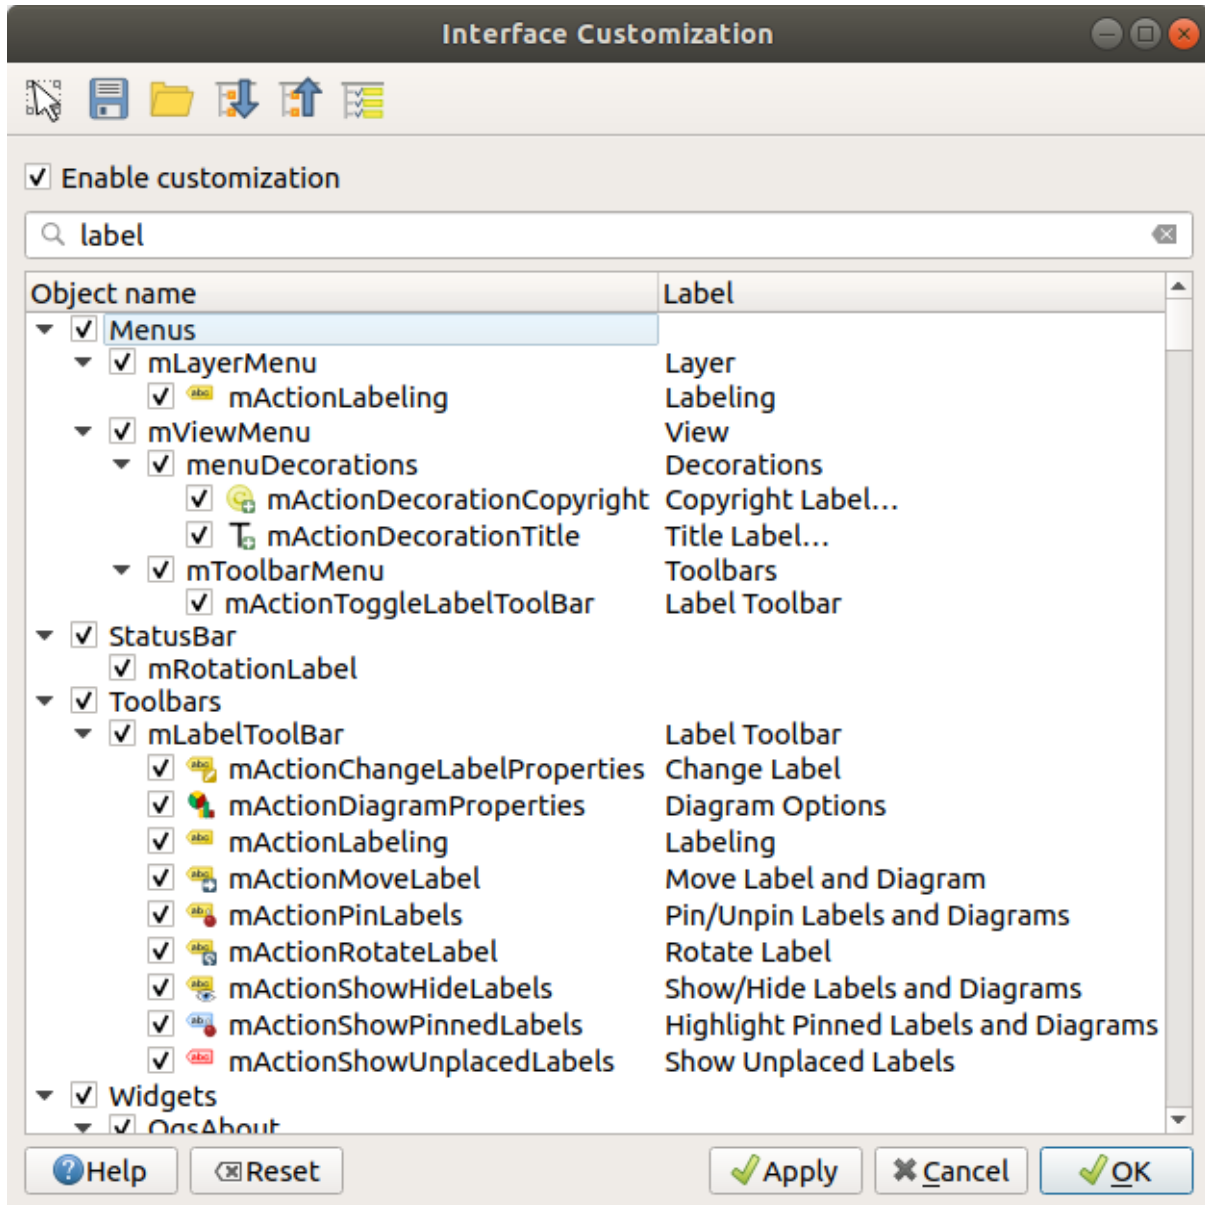 Interface Customization
Enable customization
label
Object name Label
Menus
mLayerMenu Layer
mActionLabeling Labeling
mViewMenu View
menuDecorations Decorations
mActionDecorationCopyright Copyright Label...
mActionDecorationTitle Title Label...
mToolbarMenu Toolbars
mActionToggleLabelToolBar Label Toolbar
StatusBar
mRotationLabel
Toolbars
mLabelToolBar Label Toolbar
mActionChangeLabelProperties Change Label
mActionDiagramProperties Diagram Options
mActionLabeling Labeling
mActionMoveLabel Move Label and Diagram
mActionPinLabels Pin/Unpin Labels and Diagrams
mActionRotateLabel Rotate Label
mActionShowHideLabels Show/Hide Labels and Diagrams
mActionShowPinnedLabels Highlight Pinned Labels and Diagrams
mActionShowUnplacedLabels Show Unplaced Labels
Widgets
QgsAbout
Help Reset Apply Cancel OK